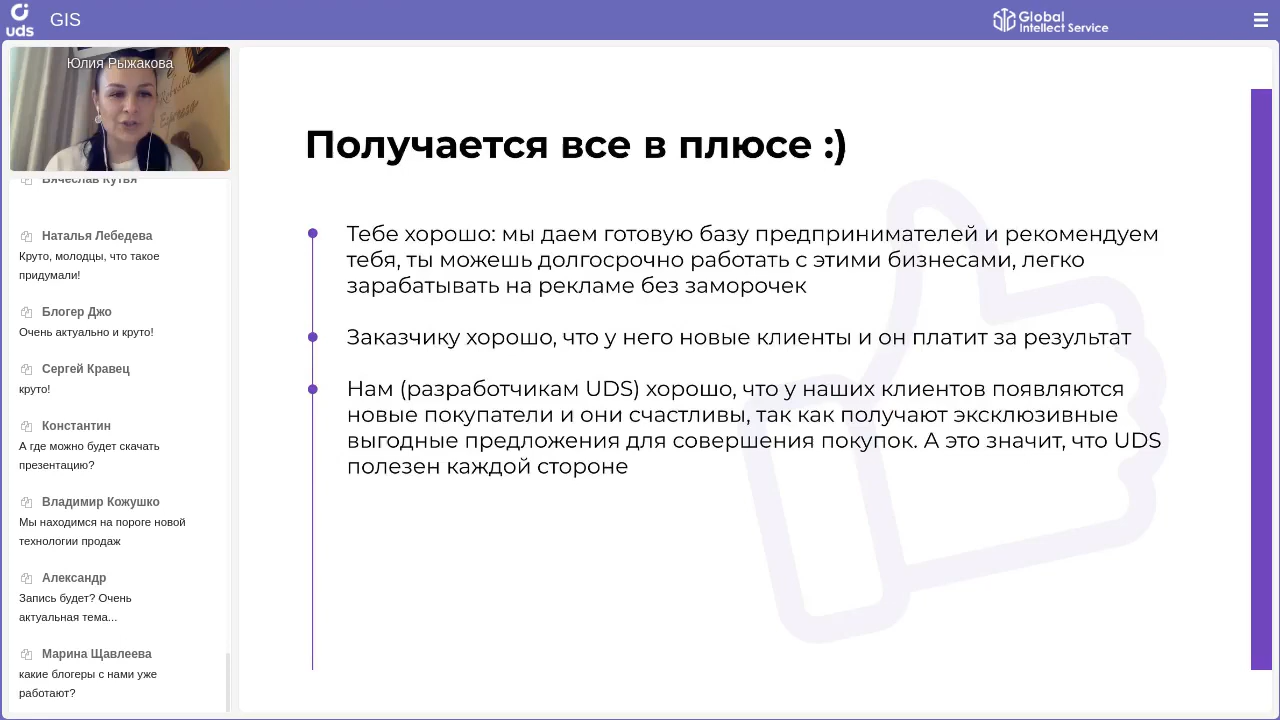 uds
GIS
Global
Intellect Service
Юлия Рыжакова
Вячеслав Кутья
Наталья Лебедева
Круто, молодцы, что такое
придумали!
Блогер Джо
Очень актуально и круто!
Сергей Кравец
круто!
Константин
А где можно будет скачать
презентацию?
Владимир Кожушко
Мы находимся на пороге новой
технологии продаж
Александр
Запись будет? Очень
актуальная тема...
Марина Щавлеева
какие блогеры с нами уже
работают?
Получается все в плюсе :)
Тебе хорошо: мы даем готовую базу предпринимателей и рекомендуем
тебя, ты можешь долгосрочно работать с этими бизнесами, легко
зарабатывать на рекламе без заморочек
Заказчику хорошо, что у него новые клиенты и он платит за результат
Нам (разработчикам UDS) хорошо, что у наших клиентов появляются
новые покупатели и они счастливы, так как получают эксклюзивные
выгодные предложения для совершения покупок. А это значит, что UDS
полезен каждой стороне